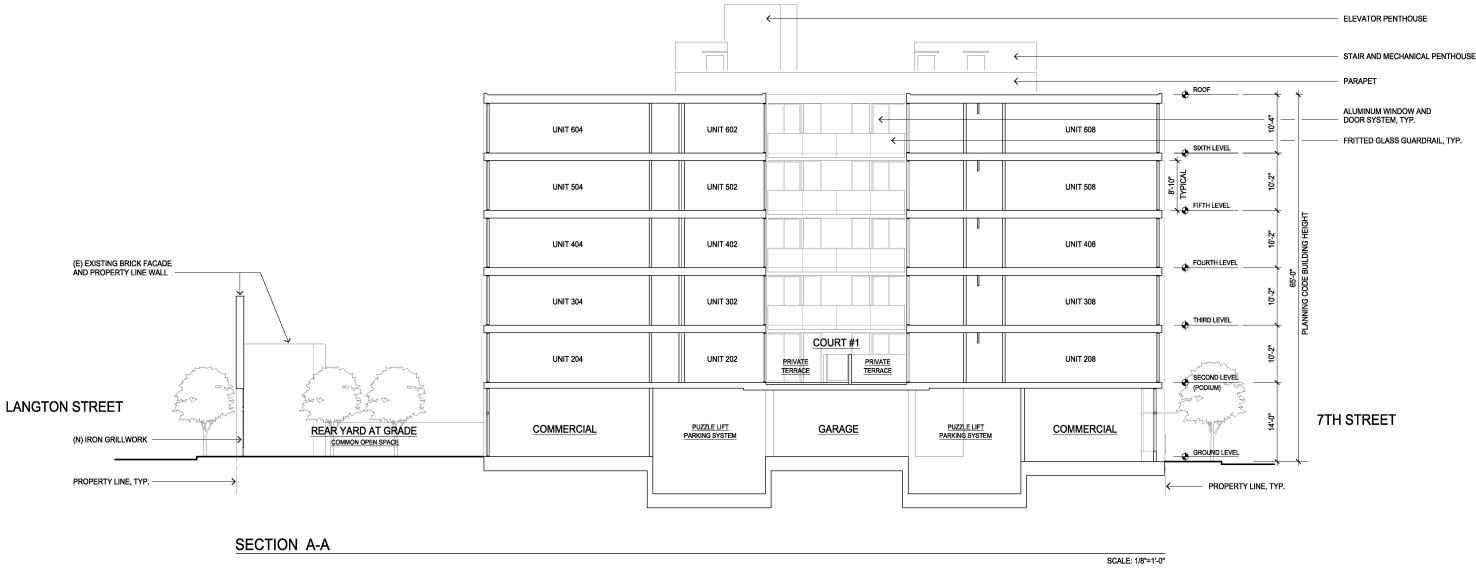 ELEVATOR PENTHOUSE
STAIR AND MECHANICAL PENTHOUSE
PARAPET
ROOF
ALUMINUM WINDOW AND
DOOR SYSTEM, TYP.
FRITTED GLASS GUARDRAIL, TYP.
UNIT 604
UNIT 602
UNIT 608
10'-4"
SIXTH LEVEL
UNIT 504
UNIT 502
UNIT 508
8'-10"
TYPICAL
10'-2"
FIFTH LEVEL
UNIT 404
UNIT 402
UNIT 408
10'-2"
FOURTH LEVEL
65'-0"
PLANNING CODE BUILDING HEIGHT
(E) EXISTING BRICK FACADE
AND PROPERTY LINE WALL
UNIT 304
UNIT 302
UNIT 308
10'-2"
THIRD LEVEL
COURT #1
UNIT 204
UNIT 202
PRIVATE
TERRACE
PRIVATE
TERRACE
UNIT 208
10'-2"
SECOND LEVEL
(PODIUM)
LANGTON STREET
REAR YARD AT GRADE
COMMON OPEN SPACE
COMMERCIAL
PUZZLE LIFT
PARKING SYSTEM
GARAGE
PUZZLE LIFT
PARKING SYSTEM
COMMERCIAL
14'-0"
7TH STREET
(N) IRON GRILLWORK
GROUND LEVEL
PROPERTY LINE, TYP.
PROPERTY LINE, TYP.
SECTION A-A
SCALE: 1/8"=1'-0"